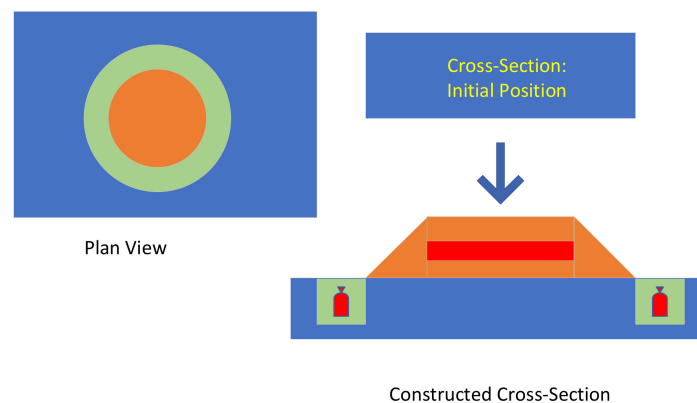 Cross-Section:
Initial Position
Plan View
Constructed Cross-Section